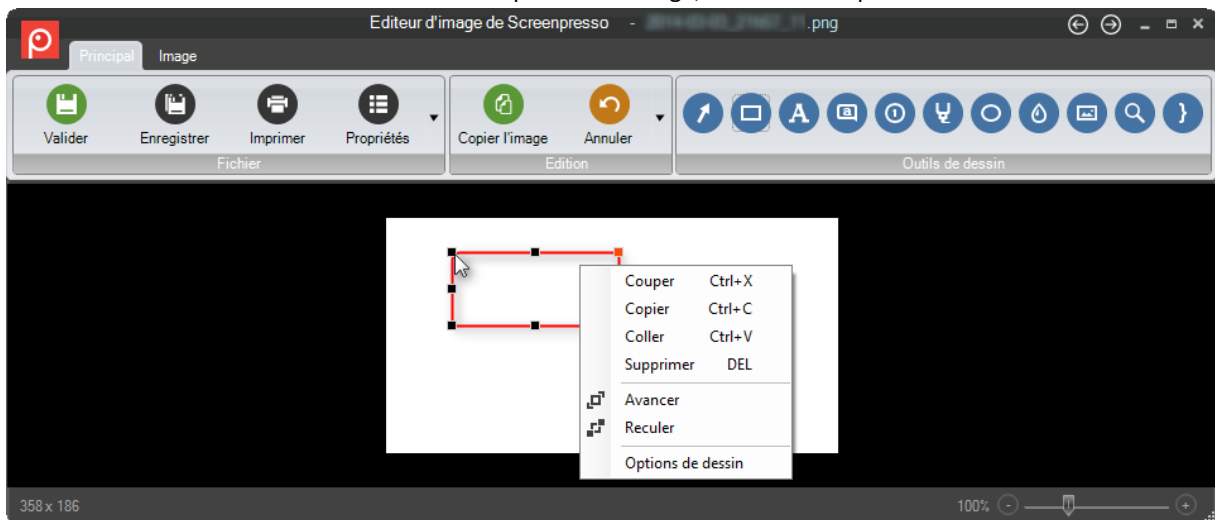 Editeur d'image de Screenpresso - .png
Principal Image
Valider Enregistrer Imprimer Propriétés Copier l'image Annuler
Fichier Edition Outils de dessin
Couper Ctrl+X
Copier Ctrl+C
Coller Ctrl+V
Supprimer DEL
Avancer
Reculer
Options de dessin
358 x 186 100%